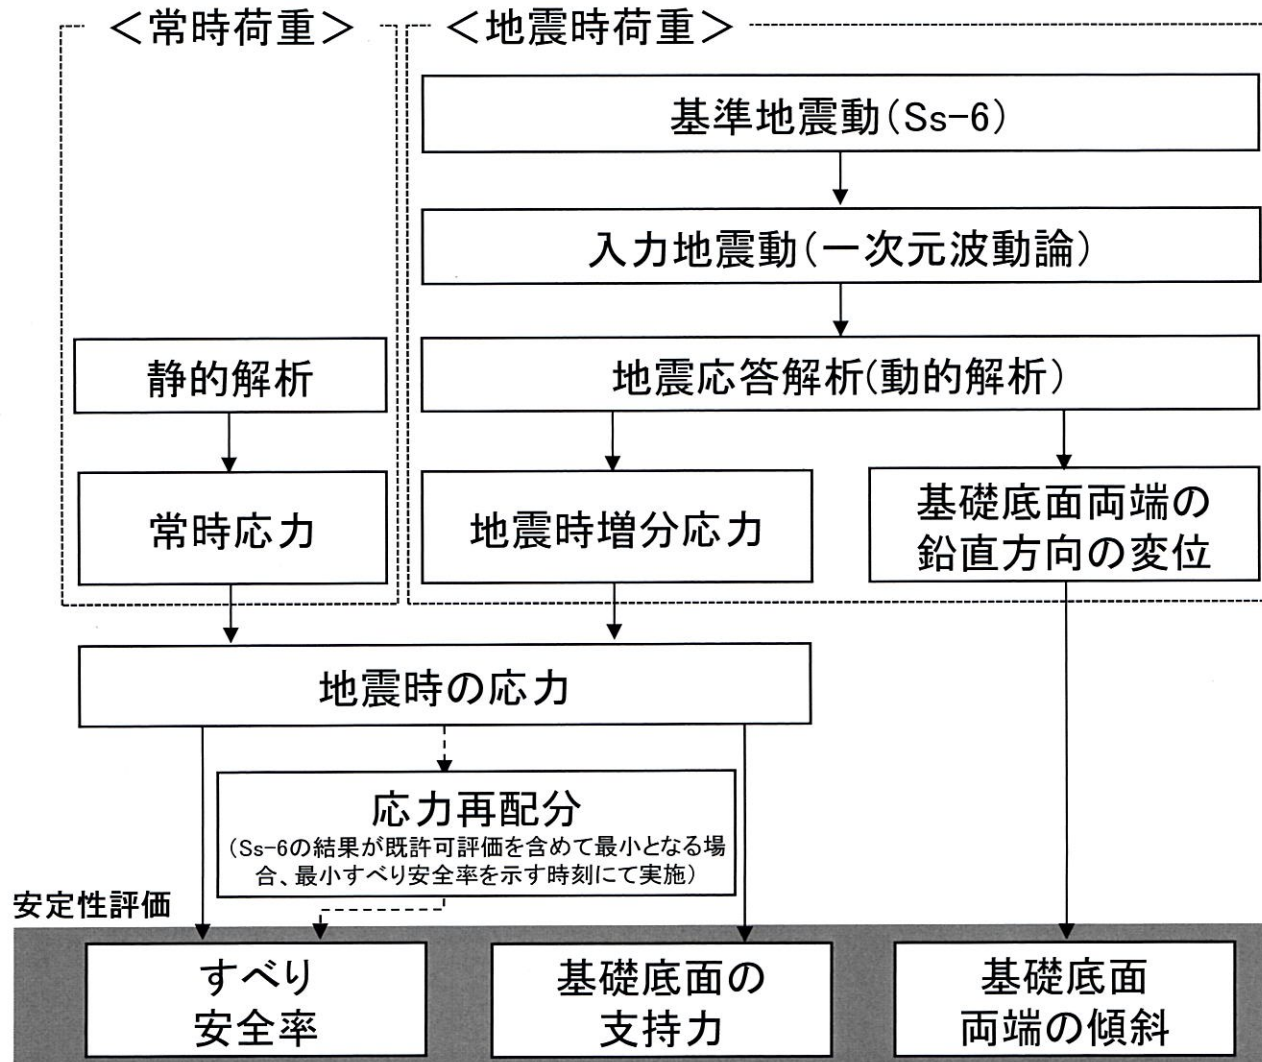 ＜常時荷重＞
＜地震時荷重＞
基準地震動（Ss-6）
入力地震動（一次元波動論）
静的解析
地震応答解析(動的解析）
常時応力
地震時増分応力
基礎底面両端の
鉛直方向の変位
地震時の応力
応力再配分
（Ss-6の結果が既許可評価を含めて最小となる場
合、最小すべり安全率を示す時刻にて実施）
安定性評価
すべり
安全率
基礎底面の
支持力
基礎底面
両端の傾斜